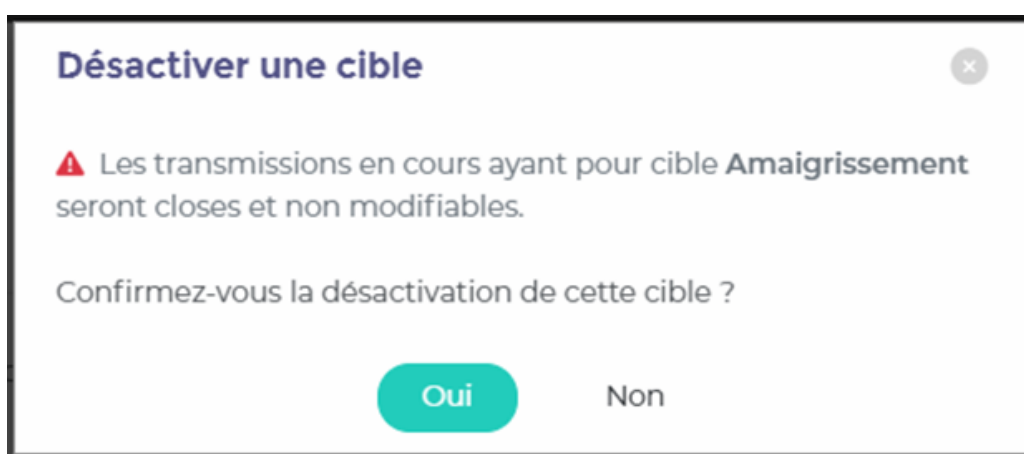 Désactiver une cible
Les transmissions en cours ayant pour cible Amaigrissement
seront closes et non modifiables.
Confirmez-vous la désactivation de cette cible ?
Oui
Non